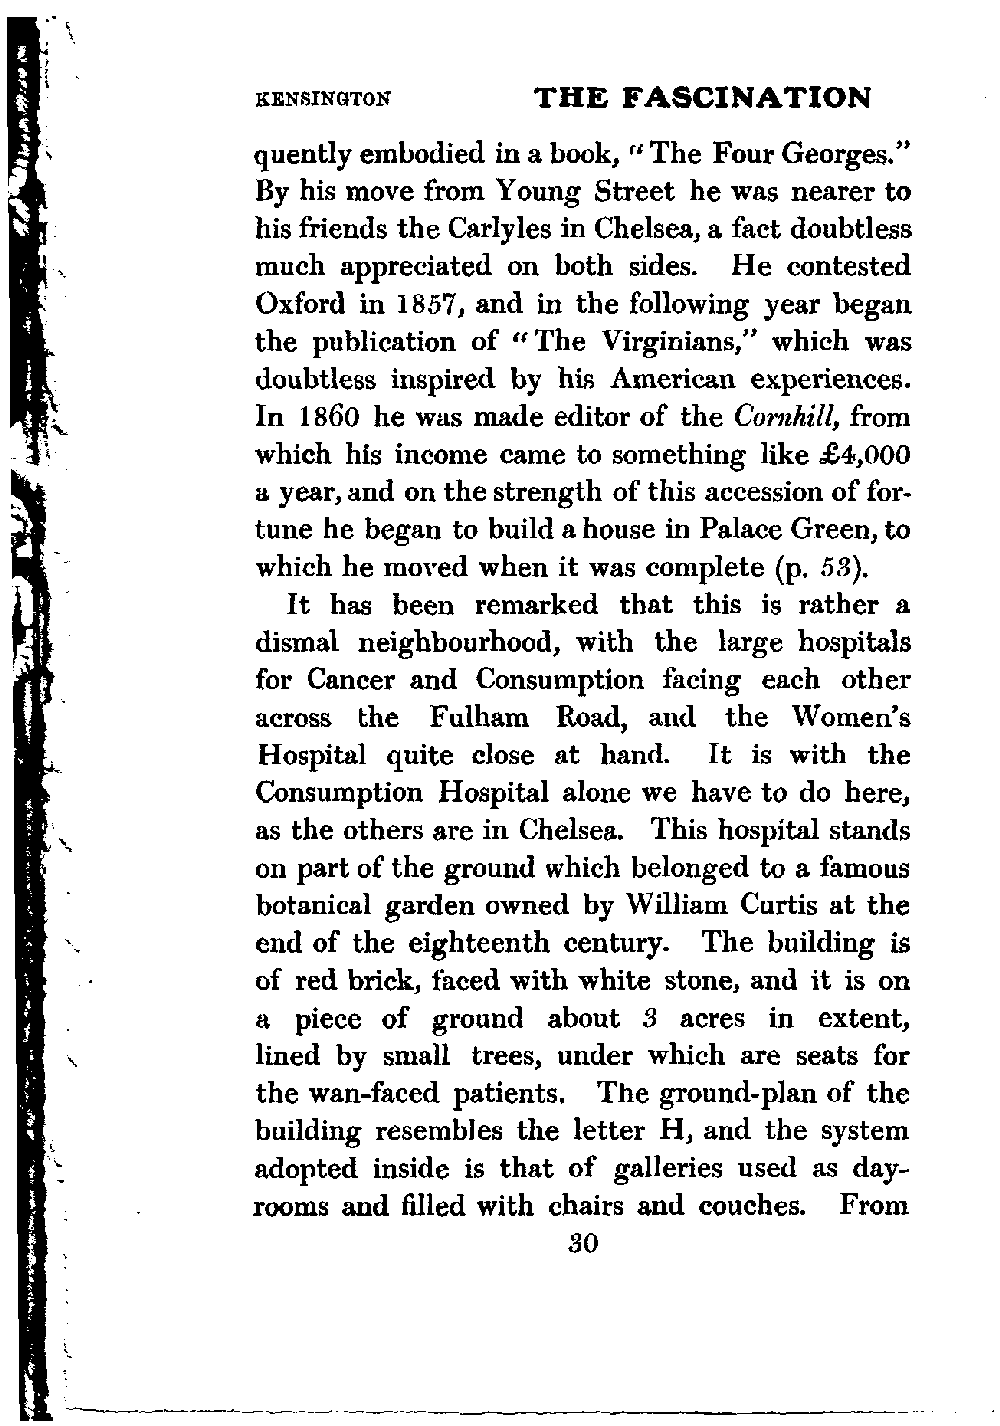 KENSINGTON THE FASCINATION
quently embodied in a book, “The Four Georges.”
By his move from Young Street he was nearer to
his friends the Carlyles in Chelsea, a fact doubtless
much appreciated on both sides. He contested
Oxford in 1857, and in the following year began
the publication of “The Virginians,” which was
doubtless inspired by his American experiences.
In 1860 he was made editor of the Cornhill, from
which his income came to something like £4,000
a year, and on the strength of this accession of for-
tune he began to build a house in Palace Green, to
which he moved when it was complete (p. 53).
It has been remarked that this is rather a
dismal neighbourhood, with the large hospitals
for Cancer and Consumption facing each other
across the Fulham Road, and the Women’s
Hospital quite close at hand. It is with the
Consumption Hospital alone we have to do here,
as the others are in Chelsea. This hospital stands
on part of the ground which belonged to a famous
botanical garden owned by William Curtis at the
end of the eighteenth century. The building is
of red brick, faced with white stone, and it is on
a piece of ground about 3 acres in extent,
lined by small trees, under which are seats for
the wan-faced patients. The ground-plan of the
building resembles the letter H, and the system
adopted inside is that of galleries used as day-
rooms and filled with chairs and couches. From
30